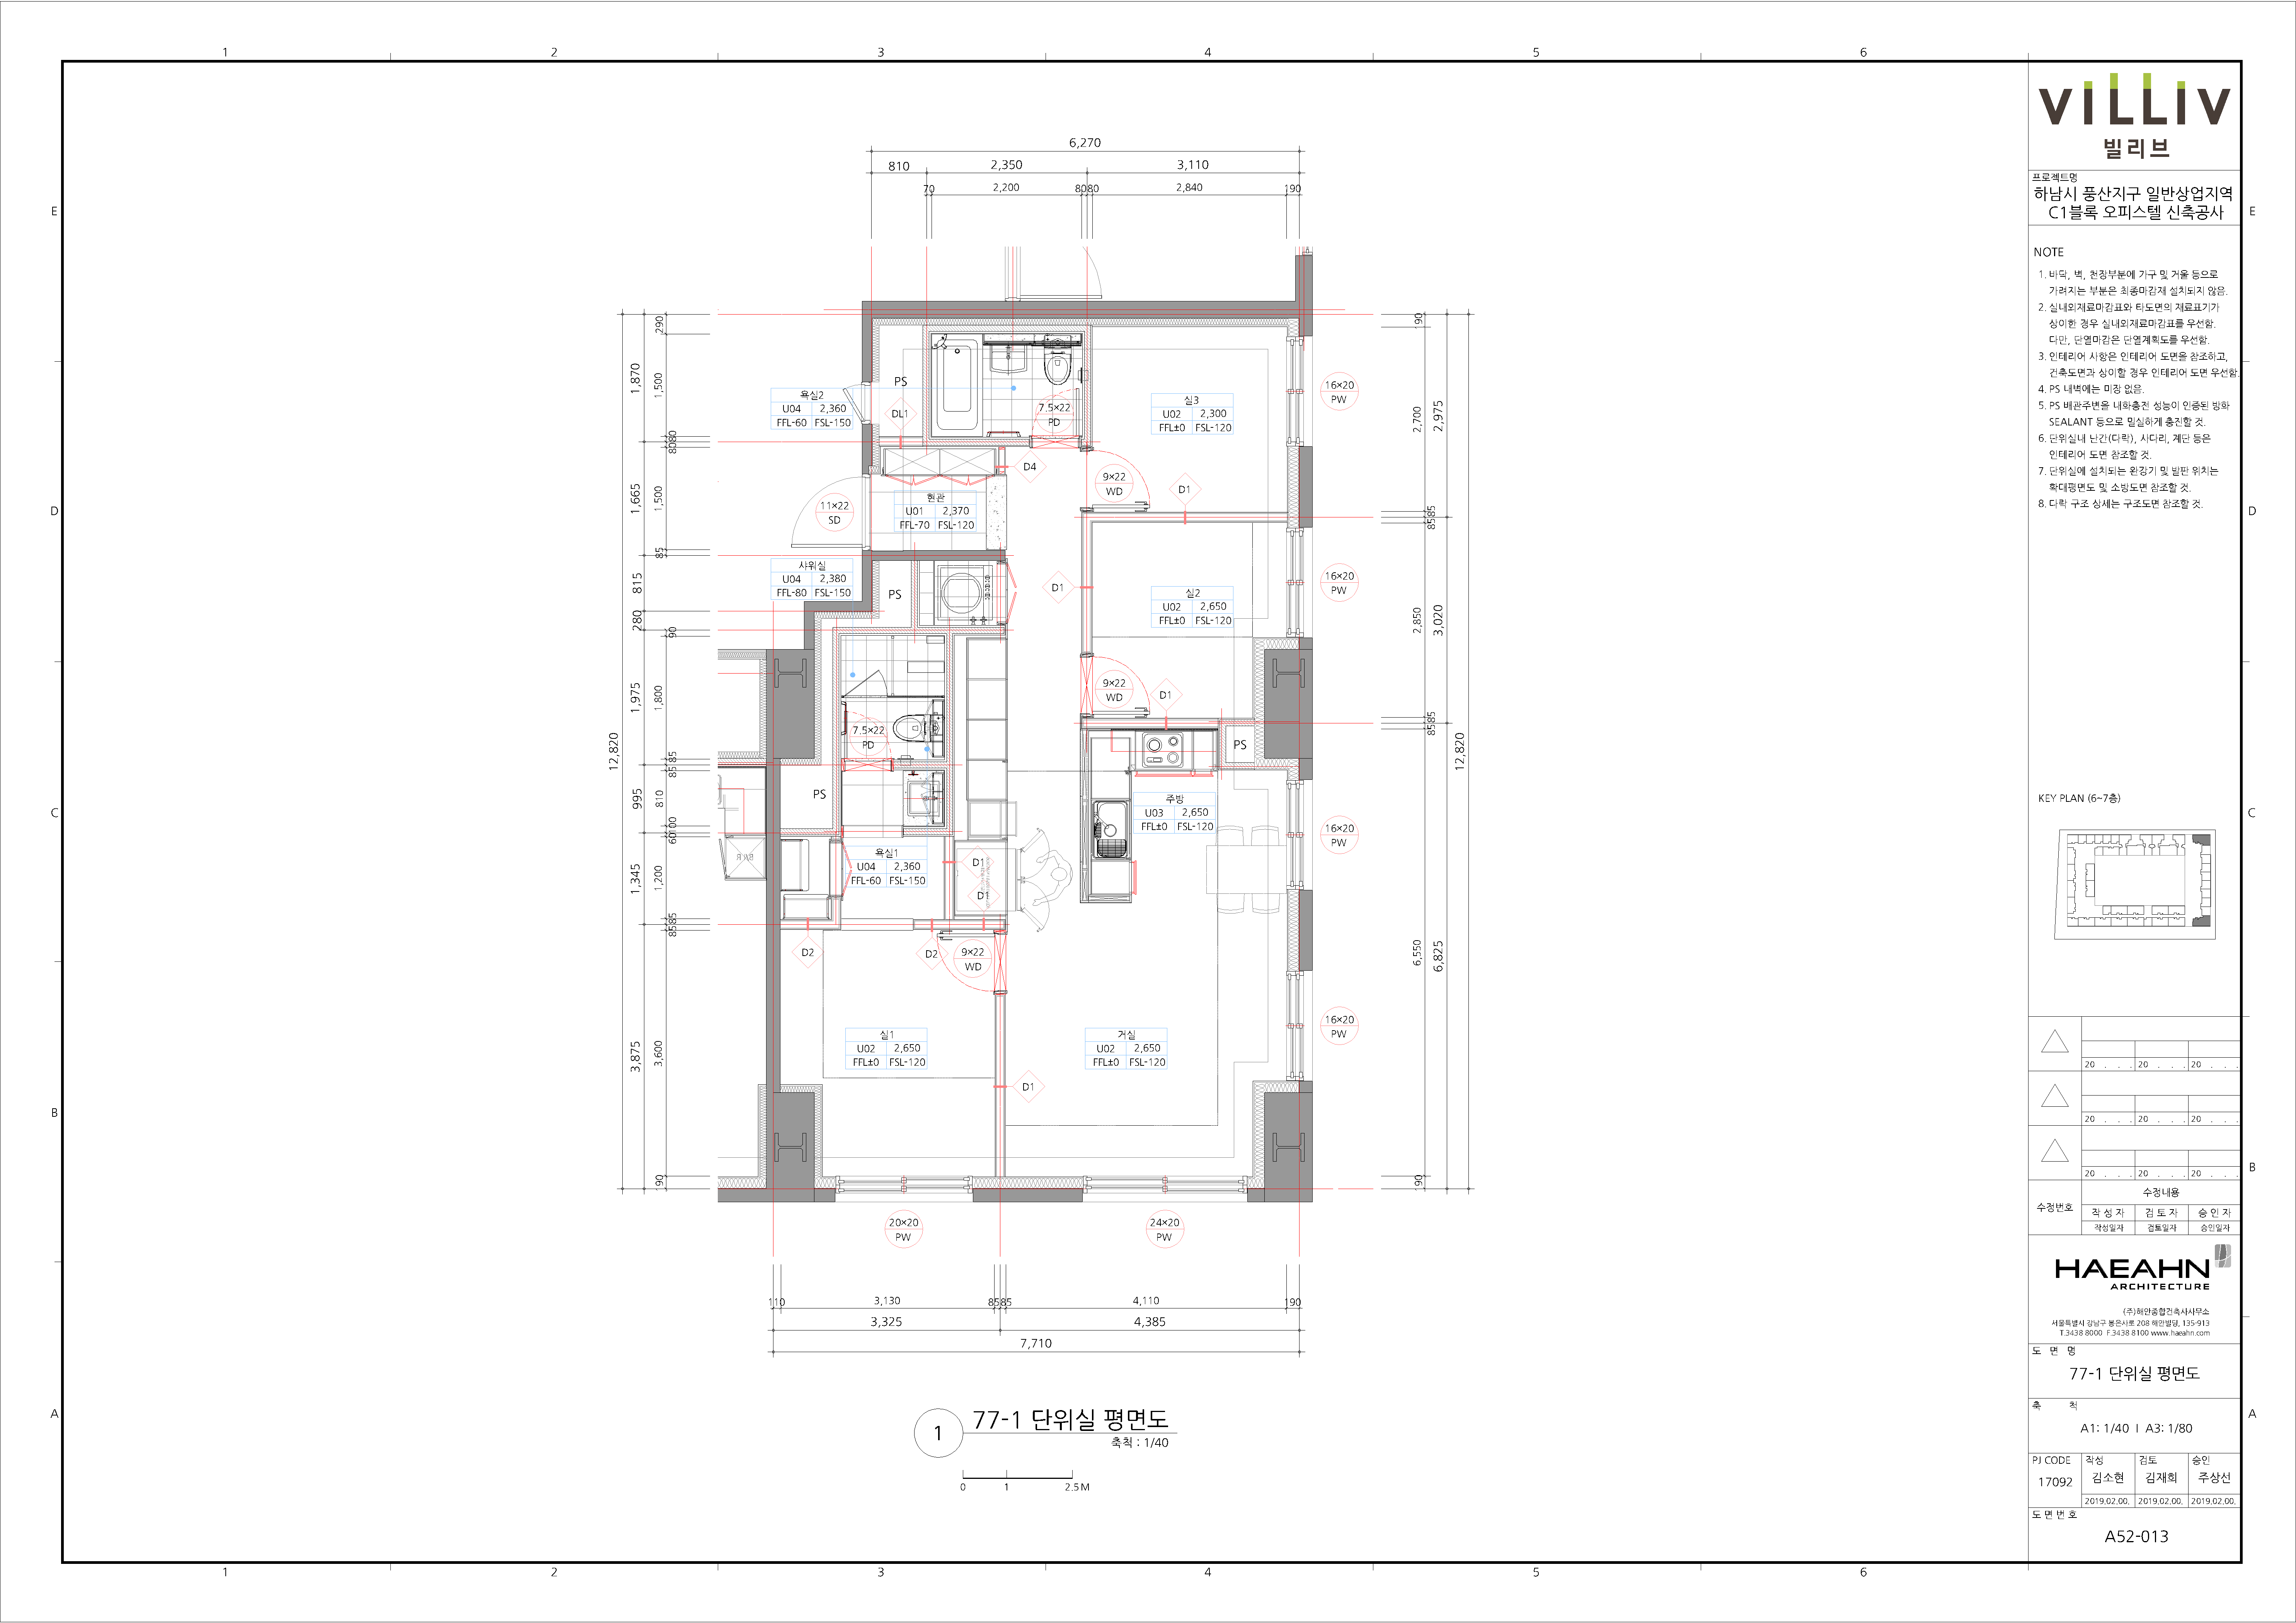 1 2 3 4 5 6
E
D
C
B
A
6,270
810 2,350 3,110
70 2,200 80 80 2,840 190
12,820
1,870
1,665
815
280
1,975
995
1,345
3,875
290
1,500
80 80
1,500
85
90
1,800
85 85
810
100
60
1,200
85 85
3,600
190
PS
욕실2
U04 2,360
FFL-60 FSL-150
DL1
7.5×22
PD
실3
U02 2,300
FFL±0 FSL-120
16×20
PW
D4
9×22
WD
D1
현관
U01 2,370
FFL-70 FSL-120
11×22
SD
샤워실
U04 2,380
FFL-80 FSL-150
PS
D1
실2
U02 2,650
FFL±0 FSL-120
16×20
PW
9×22
WD
D1
7.5×22
PD
PS
PS
주방
U03 2,650
FFL±0 FSL-120
16×20
PW
욕실1
U04 2,360
FFL-60 FSL-150
D1
D1
D2
D2
9×22
WD
실1
U02 2,650
FFL±0 FSL-120
거실
U02 2,650
FFL±0 FSL-120
D1
16×20
PW
20×20
PW
24×20
PW
190
2,700
85 85
2,850
85 85
6,550
190
2,975
3,020
6,825
12,820
110 3,130 85 85 4,110 190
3,325 4,385
7,710
1
77-1 단위실 평면도
축척 : 1/40
0 1 2.5 M
VILLIV
빌리브
프로젝트명
하남시 풍산지구 일반상업지역
C1블록 오피스텔 신축공사
NOTE
1. 바닥, 벽, 천장부분에 가구 및 거울 등으로
가려지는 부분은 최종마감재 설치되지 않음.
2. 실내외재료마감표와 타도면의 재료표기가
상이한 경우 실내외재료마감표를 우선함.
다만, 단열마감은 단열계획도를 우선함.
3. 인테리어 사항은 인테리어 도면을 참조하고,
건축도면과 상이할 경우 인테리어 도면 우선함.
4. PS 내벽에는 미장 없음.
5. PS 배관주변을 내화충전 성능이 인증된 방화
SEALANT 등으로 밀실하게 충진할 것.
6. 단위실내 난간(다락), 사다리, 계단 등은
인테리어 도면 참조할 것.
7. 단위실에 설치되는 완강기 및 발판 위치는
확대평면도 및 소방도면 참조할 것.
8. 다락 구조 상세는 구조도면 참조할 것.
KEY PLAN (6~7층)
20 . . . 20 . . . 20 . . .
20 . . . 20 . . . 20 . . .
20 . . . 20 . . . 20 . . .
수정번호
수정내용
작 성 자 검 토 자 승 인 자
작성일자 검토일자 승인일자
HAEAHN
ARCHITECTURE
(주)해안종합건축사사무소
서울특별시 강남구 봉은사로 208 해안빌딩, 135-913
T.3438 8000 F.3438 8100 www.haeahn.com
도 면 명
77-1 단위실 평면도
축 척
A1: 1/40 I A3: 1/80
PJ CODE 작성 검토 승인
17092 김소현 김재희 주상선
2019.02.00. 2019.02.00. 2019.02.00.
도 면 번 호
A52-013
E
D
C
B
A
1 2 3 4 5 6